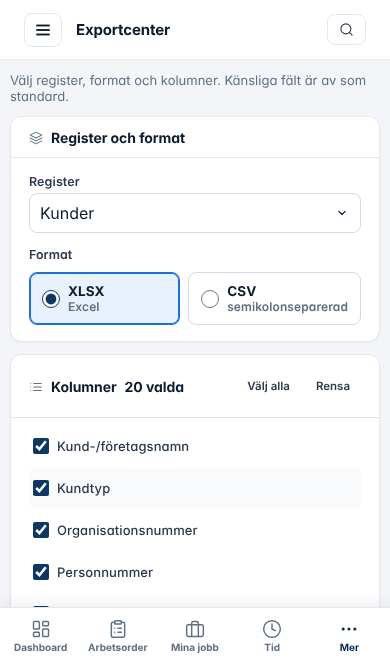 Exportcenter
Välj register, format och kolumner. Känsliga fält är av som
standard.
Register och format
Register
Kunder
Format
XLSX
Excel
CSV
semikolonseparerad
Kolumner 20 valda
Välj alla
Rensa
Kund-/företagsnamn
Kundtyp
Organisationsnummer
Personnummer
Dashboard
Arbetsorder
Mina jobb
Tid
Mer